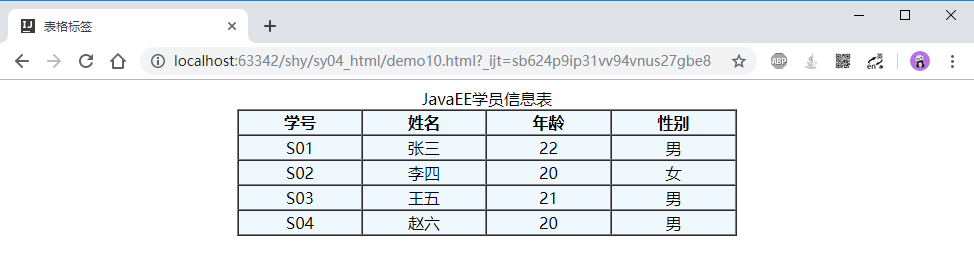 表格标签
localhost:63342/shy/sy04_html/demo10.html?_ijt=sb624p9ip31vv94vnus27gbe8
ABP
en
JavaEE学员信息表
学号 姓名 年龄 性别
S01 张三 22 男
S02 李四 20 女
S03 王五 21 男
S04 赵六 20 男